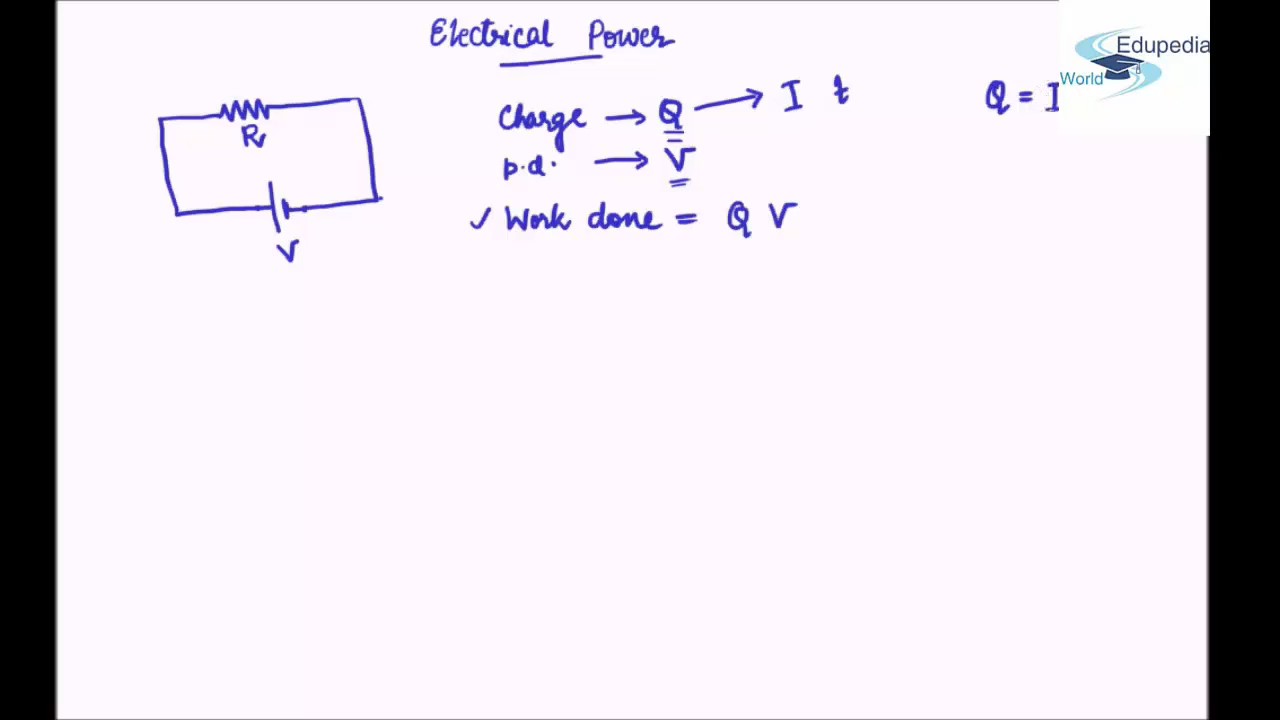 Electrical Power
Edupedia
World
Charge → Q → I t
Q = I
R
p.d. → V
✓ Work done = Q V
V